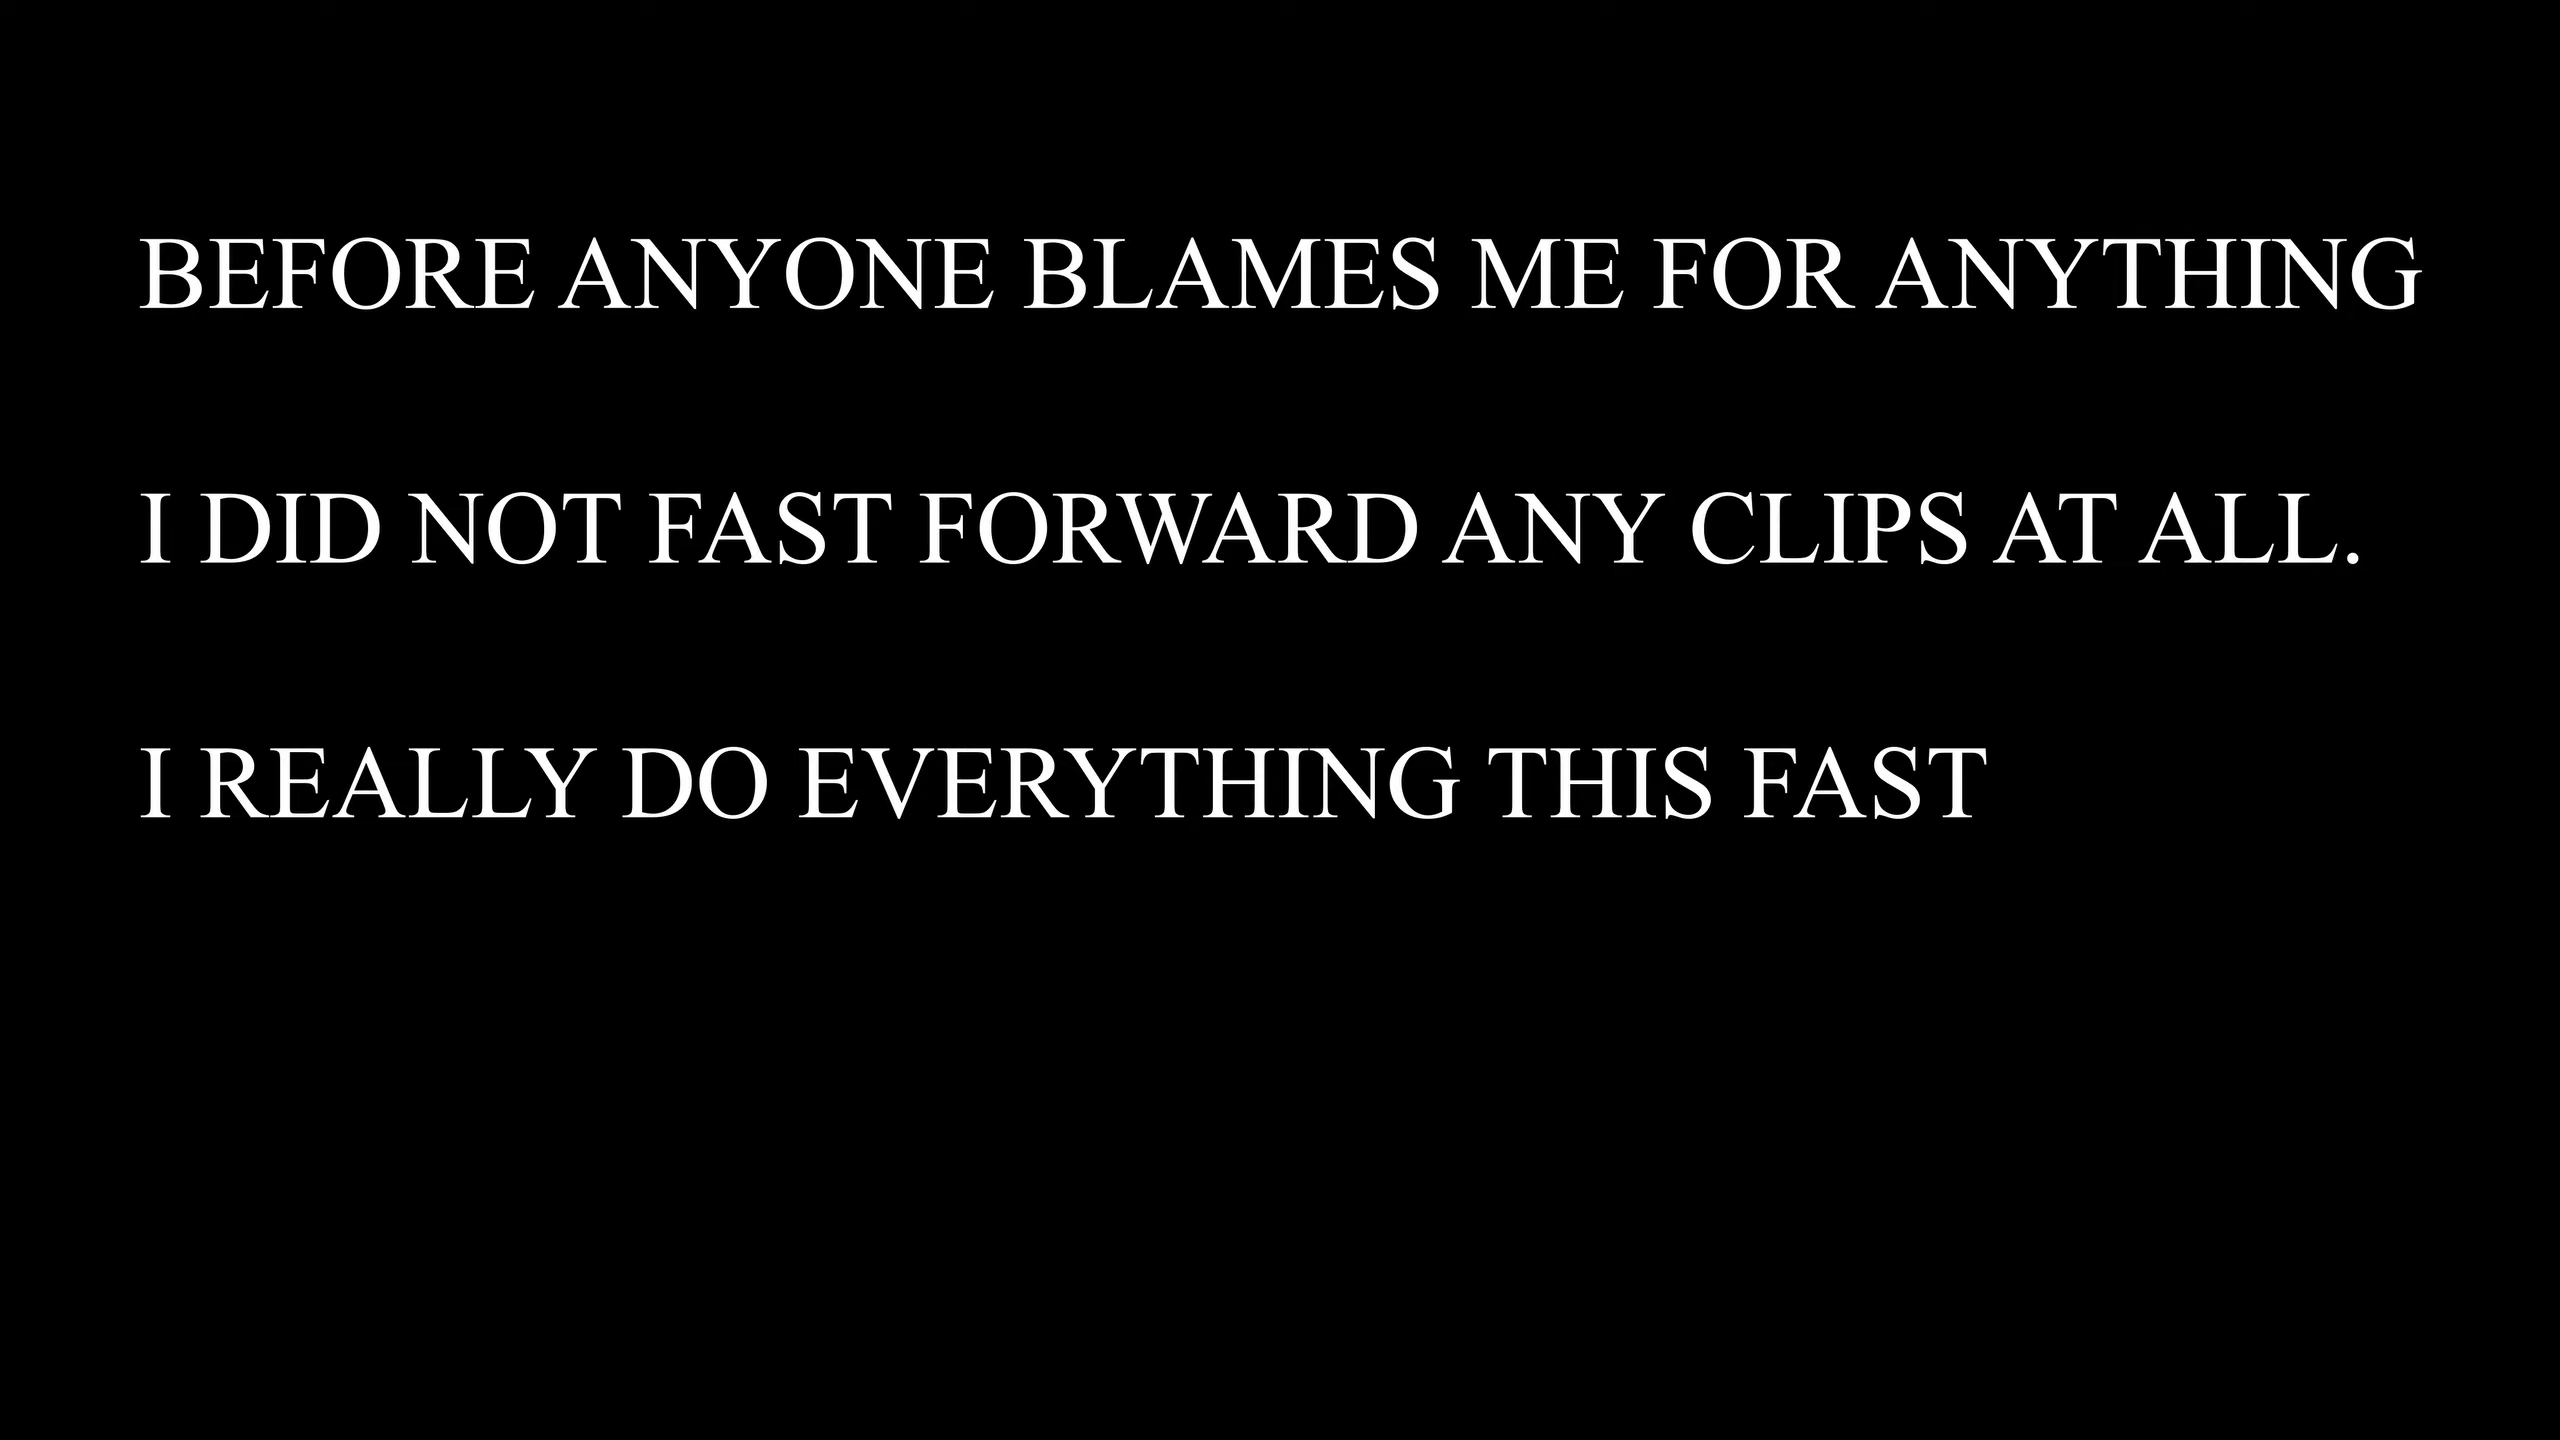 BEFORE ANYONE BLAMES ME FOR ANYTHING
I DID NOT FAST FORWARD ANY CLIPS AT ALL.
I REALLY DO EVERYTHING THIS FAST